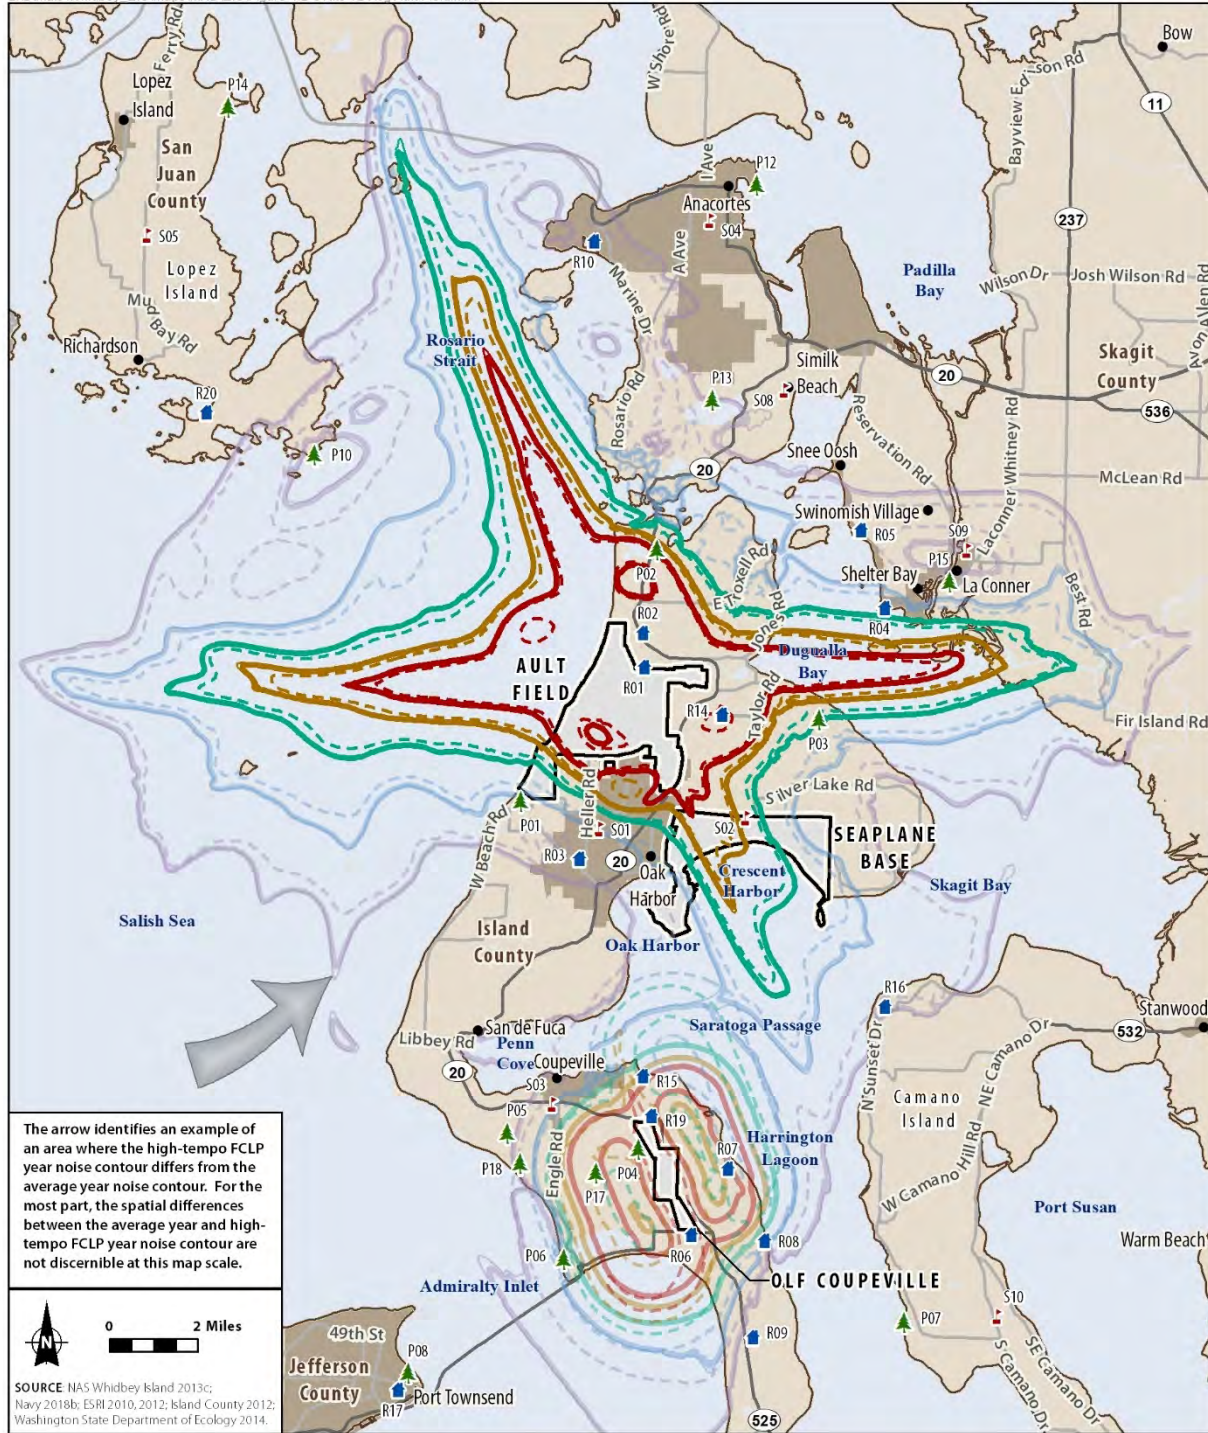 Bow
Ferry Rd
W Shore Rd
Bayview Edison Rd
Lopez
Island
P14
11
San
Juan
County
I Ave
P12
Anacortes
S04
237
S05
Lopez
Island
R10
A Ave
Marine Dr
Padilla
Bay
Wilson Dr
Josh Wilson Rd
Avon Allen Rd
Mud Bay Rd
Richardson
Rosario
Strait
Similk
Beach
Skagit
County
20
536
R20
P13
S08
Rosario Rd
Reservation Rd
Laconner Whitney Rd
P10
20
Snee Oosh
McLean Rd
Swinomish Village
S09
R05
P15
P02
E Troxell Rd
Shelter Bay
La Conner
Best Rd
R02
Jones Rd
R04
AULT
FIELD
R01
Dugualla
Bay
R14
Taylor Rd
P03
Fir Island Rd
Silver Lake Rd
Heller Rd
P01
S01
S02
W Beach Rd
SEAPLANE
BASE
R03
20
Oak
Harbor
Crescent
Harbor
Skagit Bay
Salish Sea
Island
County
Oak Harbor
R16
Stanwood
San de Fuca
Saratoga Passage
532
Libbey Rd
Penn
Cove
Coupeville
N Sunset Dr
NE Camano Dr
20
S03
R15
Camano
Island
P05
R19
Harrington
Lagoon
The arrow identifies an example of
an area where the high-tempo FCLP
year noise contour differs from the
average year noise contour. For the
most part, the spatial differences
between the average year and high-
tempo FCLP year noise contour are
not discernible at this map scale.
Engle Rd
P18
P04
R07
P17
W Camano Hill Rd
Port Susan
P06
R06
R08
Warm Beach
Admiralty Inlet
OLF COUPEVILLE
N
0 2 Miles
49th St
R09
P07
S10
Jefferson
County
P08
Port Townsend
R17
S Camano Dr
SE Camano Dr
525
SOURCE: NAS Whidbey Island 2013c;
Navy 2018b; ESRI 2010, 2012; Island County 2012;
Washington State Department of Ecology 2014.